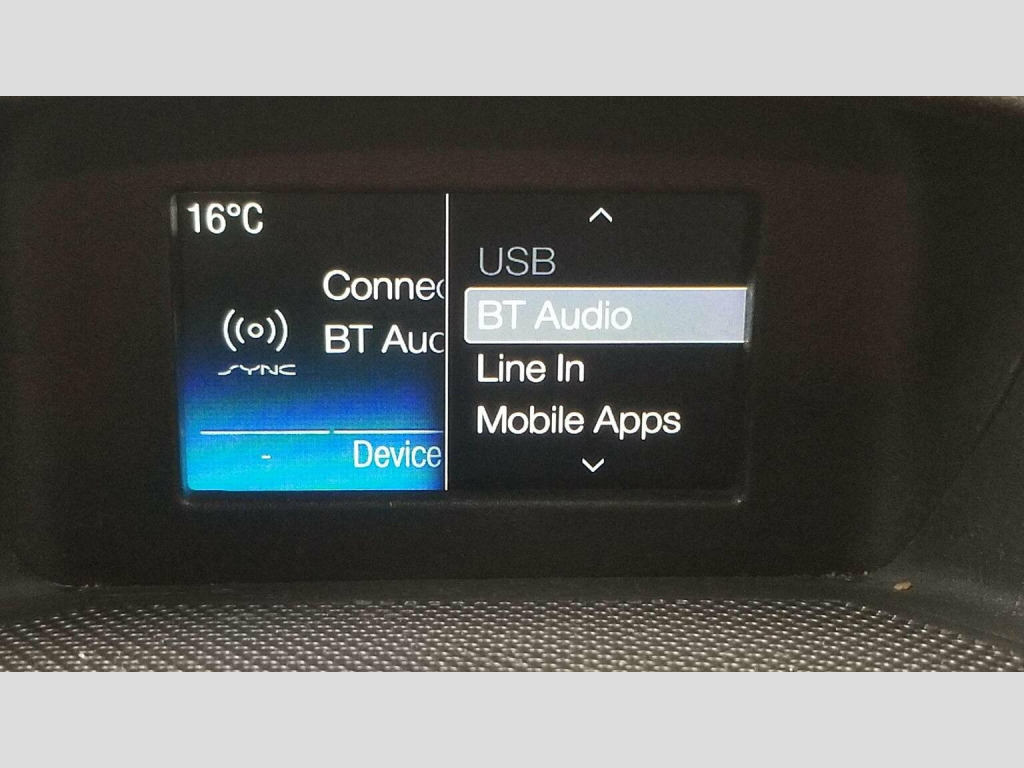 16°C
Connec
BT Auc
SYNC
-
Device
USB
BT Audio
Line In
Mobile Apps